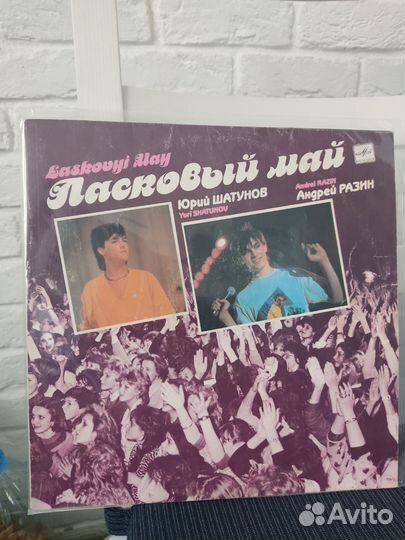 Laskovyi May
Ласковый май
Юрий ШАТУНОВ
Yuri SHATUNOV
Andrei RAZIN
Андрей РАЗИН
Avito